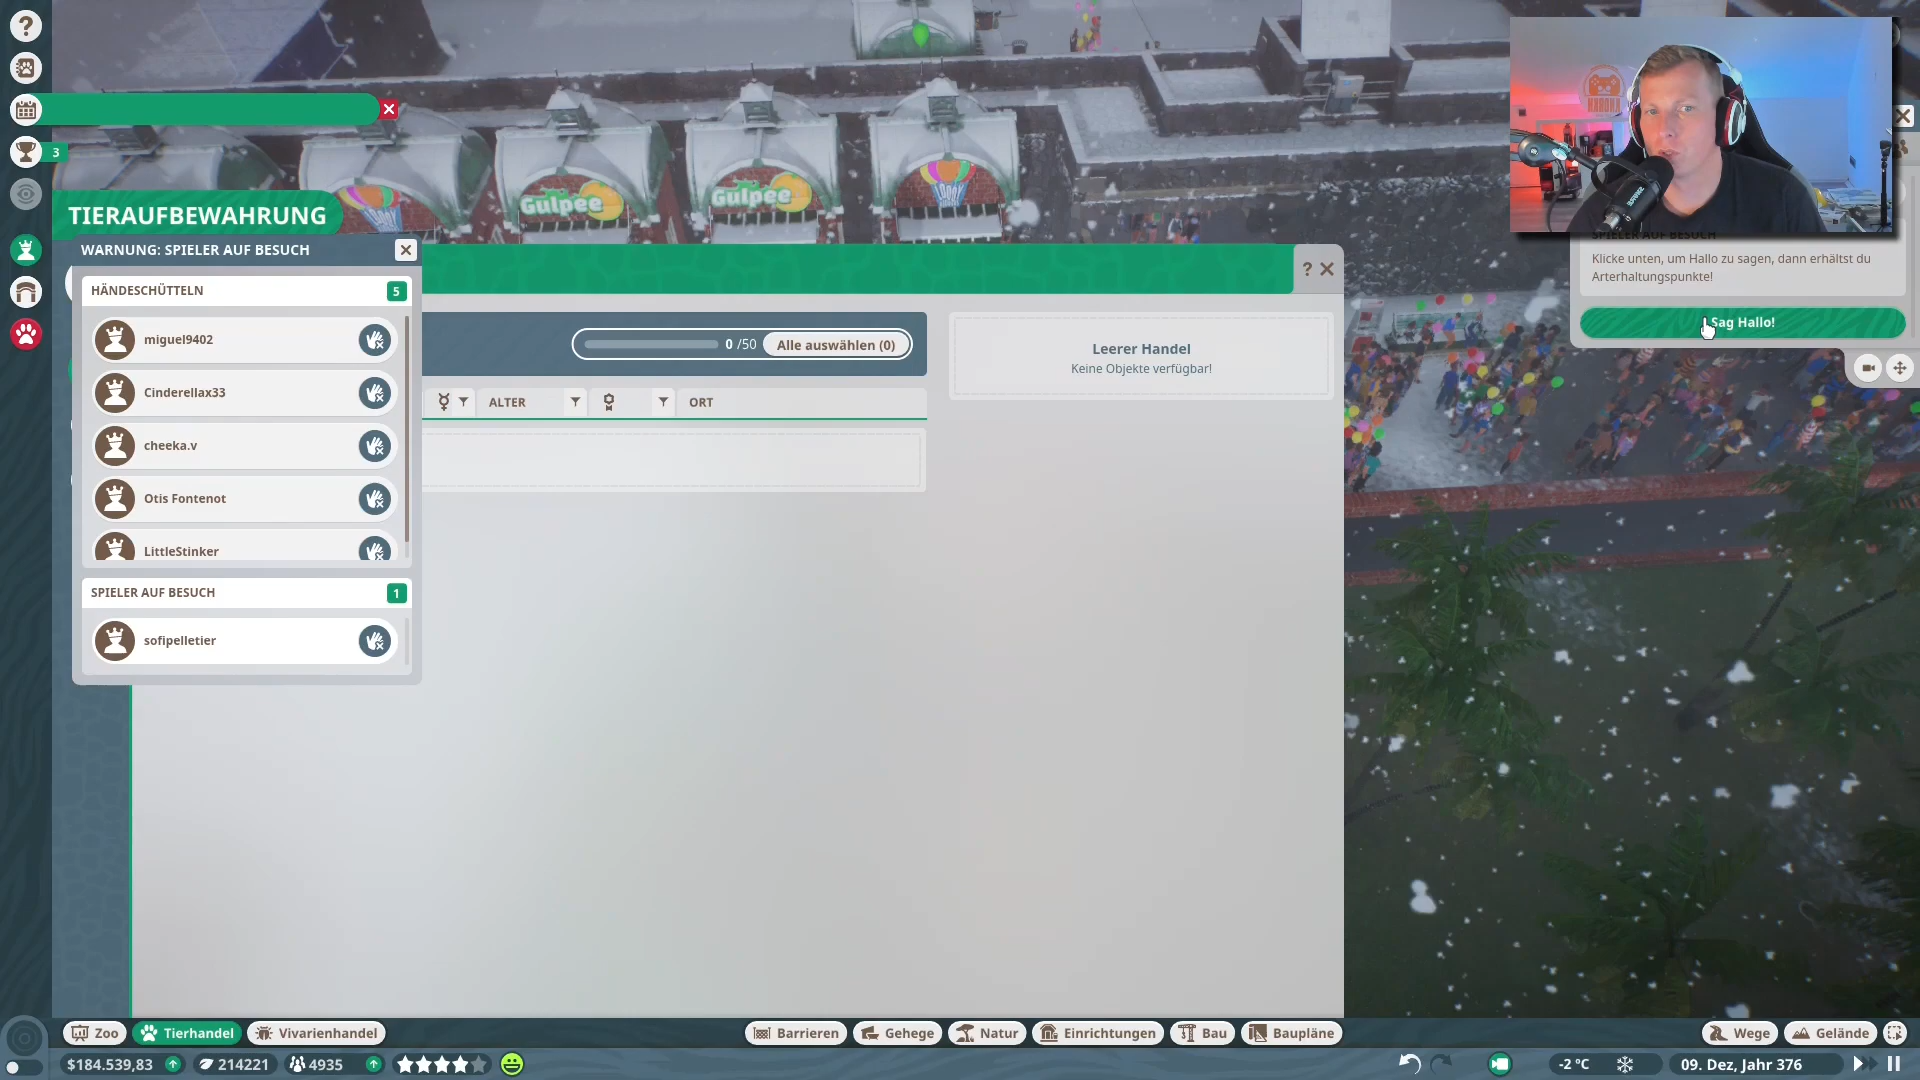 3
TIERAUFBEWAHRUNG
WARNUNG: SPIELER AUF BESUCH
HÄNDESCHÜTTELN
5
miguel9402
Cinderellax33
cheeka.v
Otis Fontenot
LittleStinker
SPIELER AUF BESUCH
1
sofipelletier
?
0 /50
Alle auswählen (0)
ALTER
ORT
Leerer Handel
Keine Objekte verfügbar!
Gulpee
Gulpee
SPIELER AUF BESUCH
Klicke unten, um Hallo zu sagen, dann erhältst du
Arterhaltungspunkte!
Sag Hallo!
Zoo
Tierhandel
Vivarienhandel
Barrieren
Gehege
Natur
Einrichtungen
Bau
Baupläne
Wege
Gelände
$184.539,83
214221
4935
-2 °C
09. Dez, Jahr 376